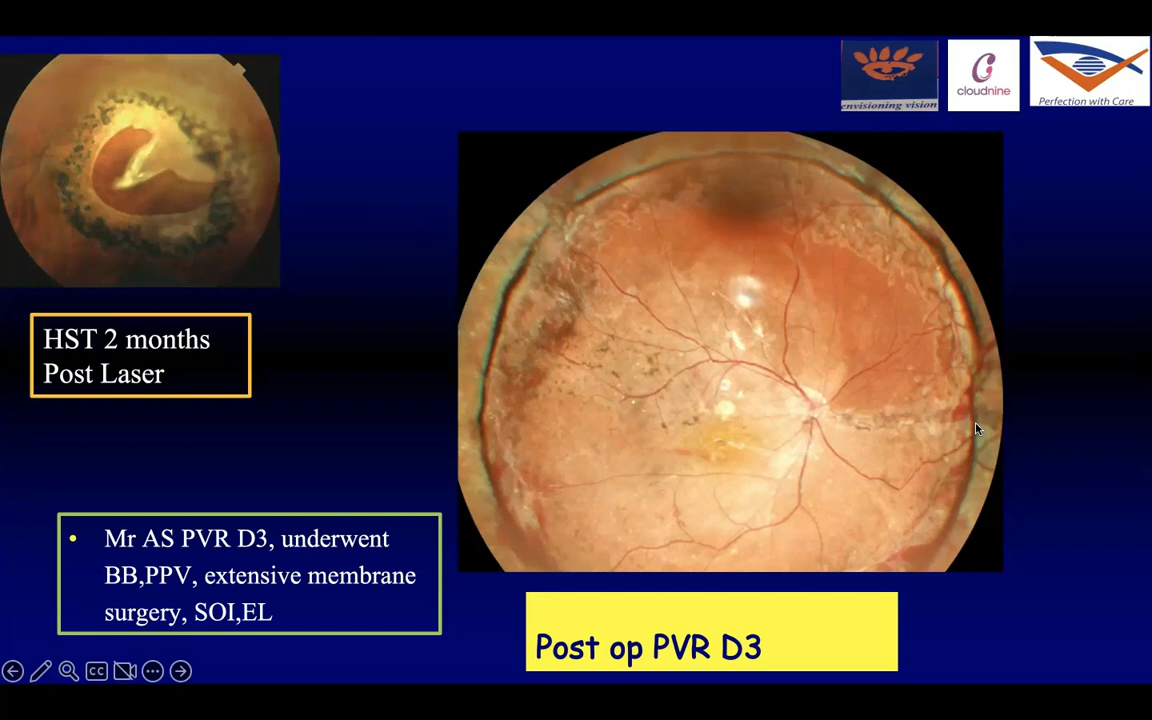 envisioning vision
cloudnine
Perfection with Care
HST 2 months
Post Laser
• Mr AS PVR D3, underwent
BB,PPV, extensive membrane
surgery, SOI,EL
Post op PVR D3
CC